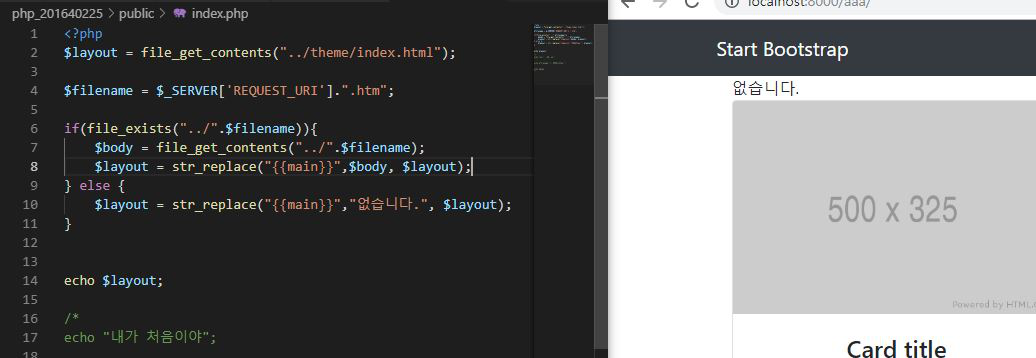 php_201640225 > public > index.php
1 <?php
2 $layout = file_get_contents("../theme/index.html");
3
4 $filename = $_SERVER['REQUEST_URI'].".htm";
5
6 if(file_exists("../".$filename)){
7 $body = file_get_contents("../".$filename);
8 $layout = str_replace("{{main}}",$body, $layout);
9 } else {
10 $layout = str_replace("{{main}}","없습니다.", $layout);
11 }
12
13
14 echo $layout;
15
16 /*
17 echo "내가 처음이야";
18
localhost:8000/aaa/
Start Bootstrap
없습니다.
500 x 325
Powered by HTML.
Card title